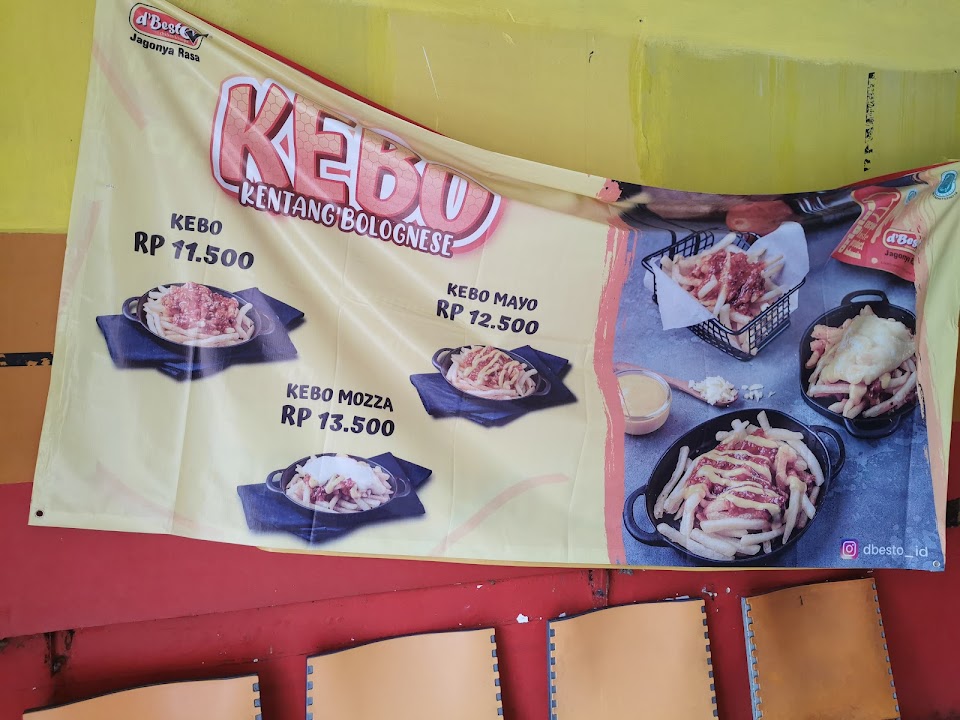 d'Besto
Jagonya Rasa
KEBO
KENTANG BOLOGNESE
KEBO
RP 11.500
KEBO MAYO
RP 12.500
KEBO MOZZA
RP 13.500
d'Besto
dbesto_id